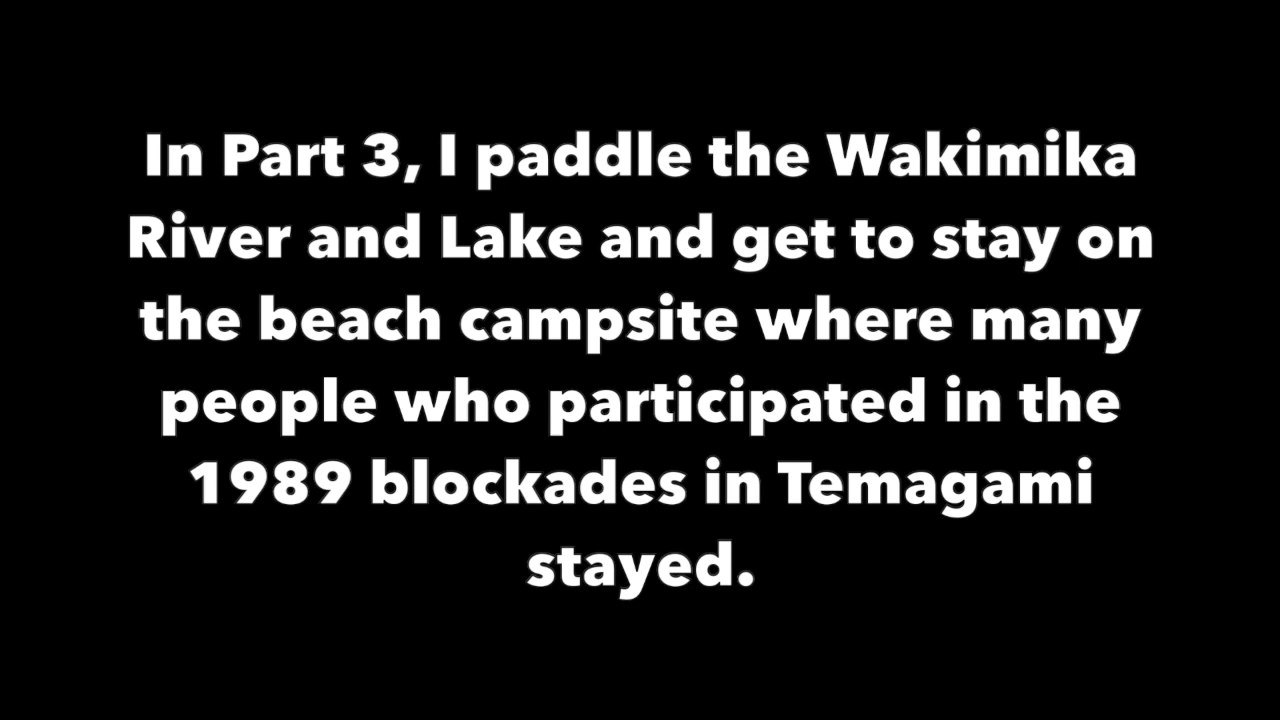 In Part 3, I paddle the Wakimika
River and Lake and get to stay on
the beach campsite where many
people who participated in the
1989 blockades in Temagami
stayed.